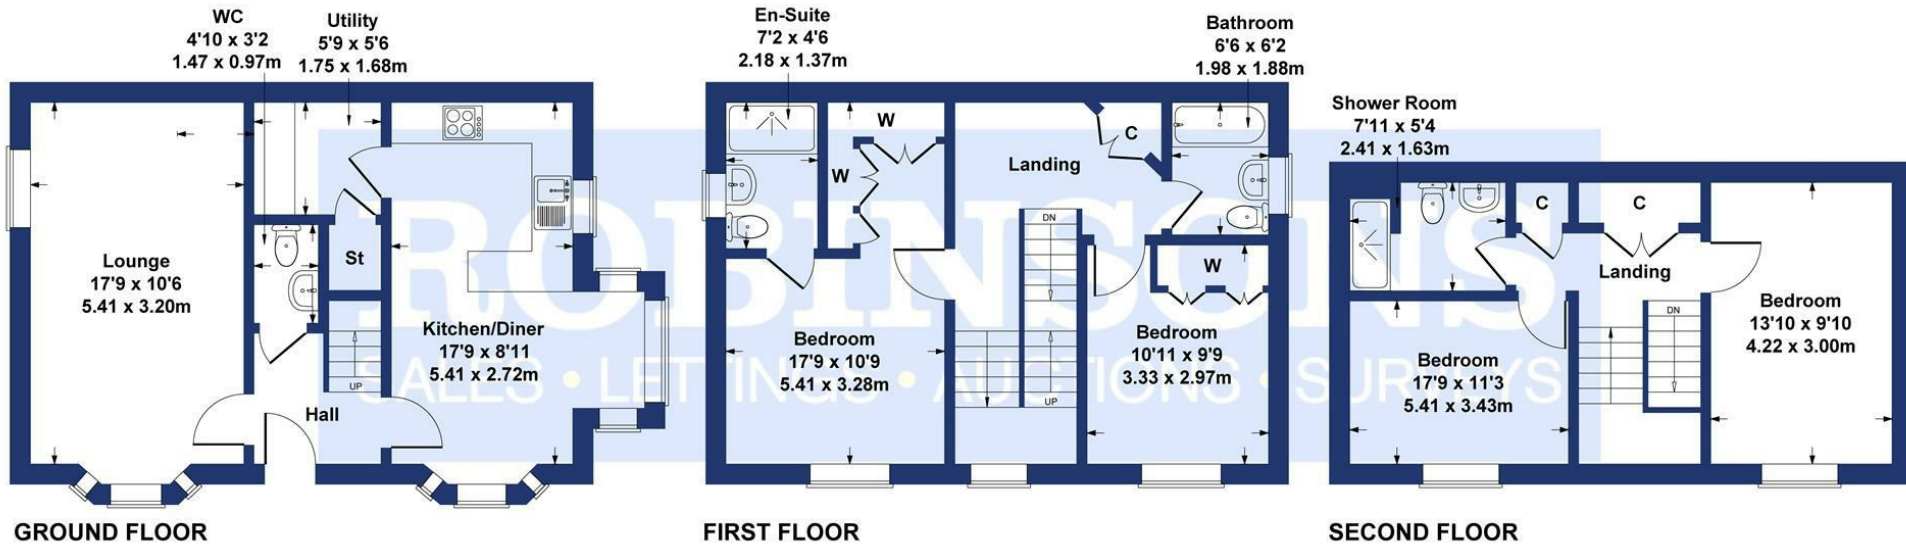 WC
4'10 x 3'2
1.47 x 0.97m
Utility
5'9 x 5'6
1.75 x 1.68m
Lounge
17'9 x 10'6
5.41 x 3.20m
St
Kitchen/Diner
17'9 x 8'11
5.41 x 2.72m
UP
Hall
GROUND FLOOR
En-Suite
7'2 x 4'6
2.18 x 1.37m
Bathroom
6'6 x 6'2
1.98 x 1.88m
W
W
C
Landing
DN
W
Bedroom
17'9 x 10'9
5.41 x 3.28m
Bedroom
10'11 x 9'9
3.33 x 2.97m
UP
FIRST FLOOR
Shower Room
7'11 x 5'4
2.41 x 1.63m
C
C
Landing
DN
Bedroom
13'10 x 9'10
4.22 x 3.00m
Bedroom
17'9 x 11'3
5.41 x 3.43m
SECOND FLOOR
ROBINSONS
SALES • LETTINGS • AUCTIONS • SURVEYS